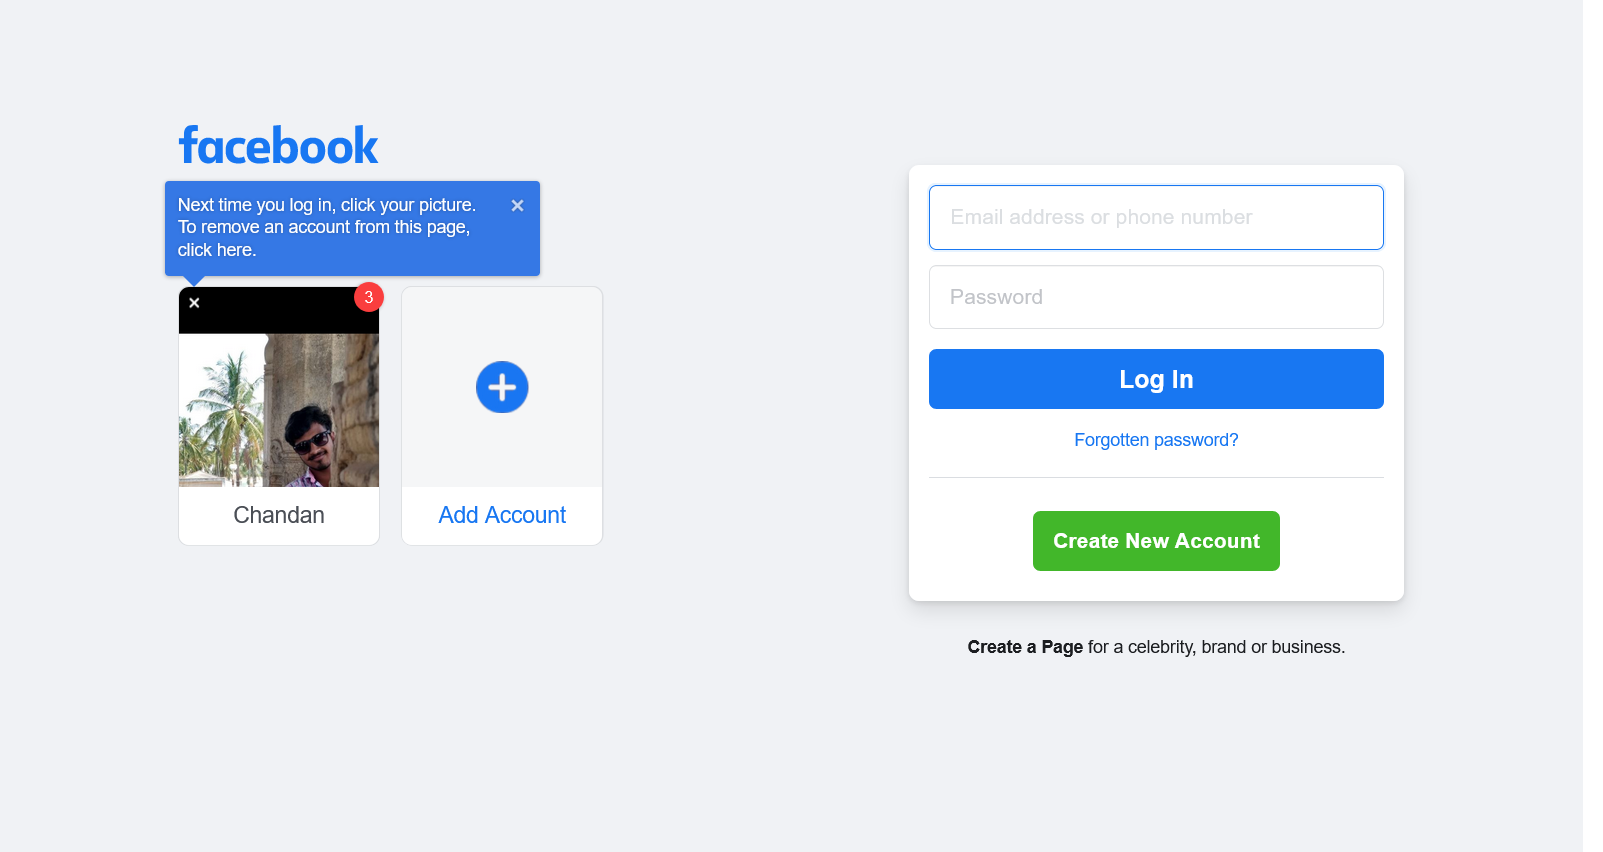 facebook
Next time you log in, click your picture.
To remove an account from this page,
click here.
3
Chandan
Add Account
Email address or phone number
Password
Log In
Forgotten password?
Create New Account
Create a Page for a celebrity, brand or business.